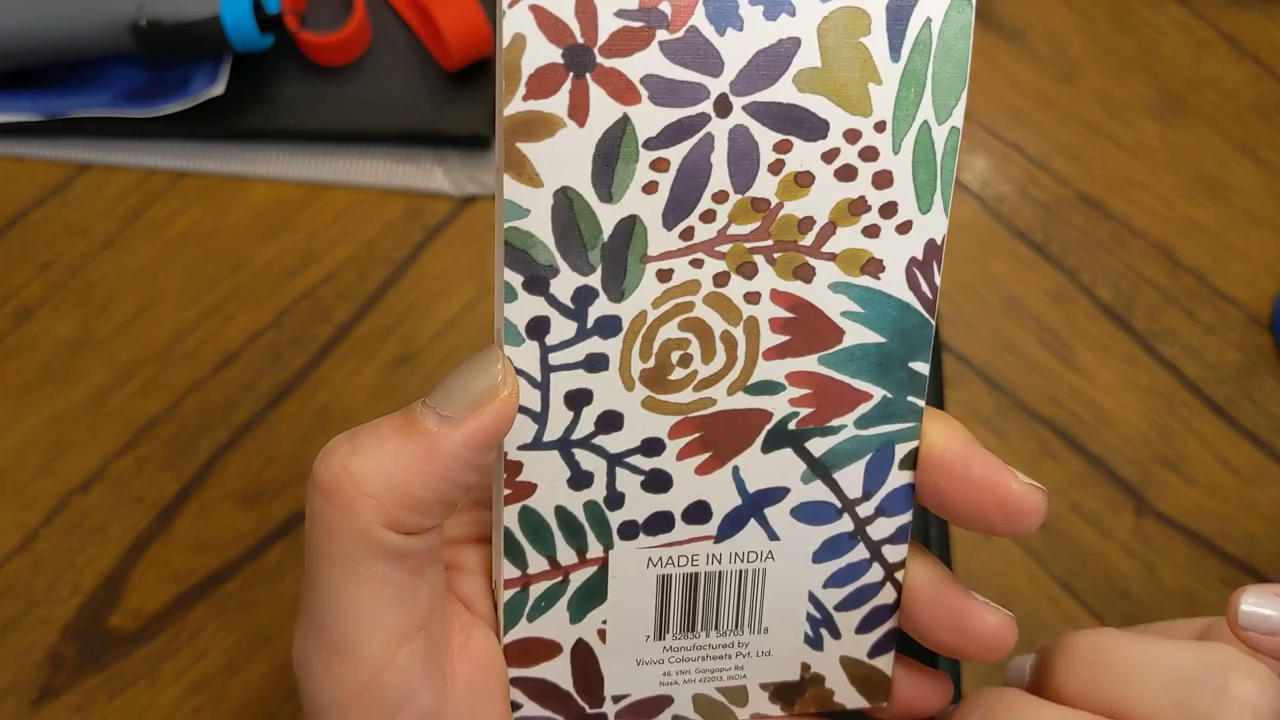 MADE IN INDIA
7 52830 58703 8
Manufactured by
Viviva Coloursheets Pvt. Ltd.
46, VNH, Gangapur Rd,
Nasik, MH 422013, INDIA